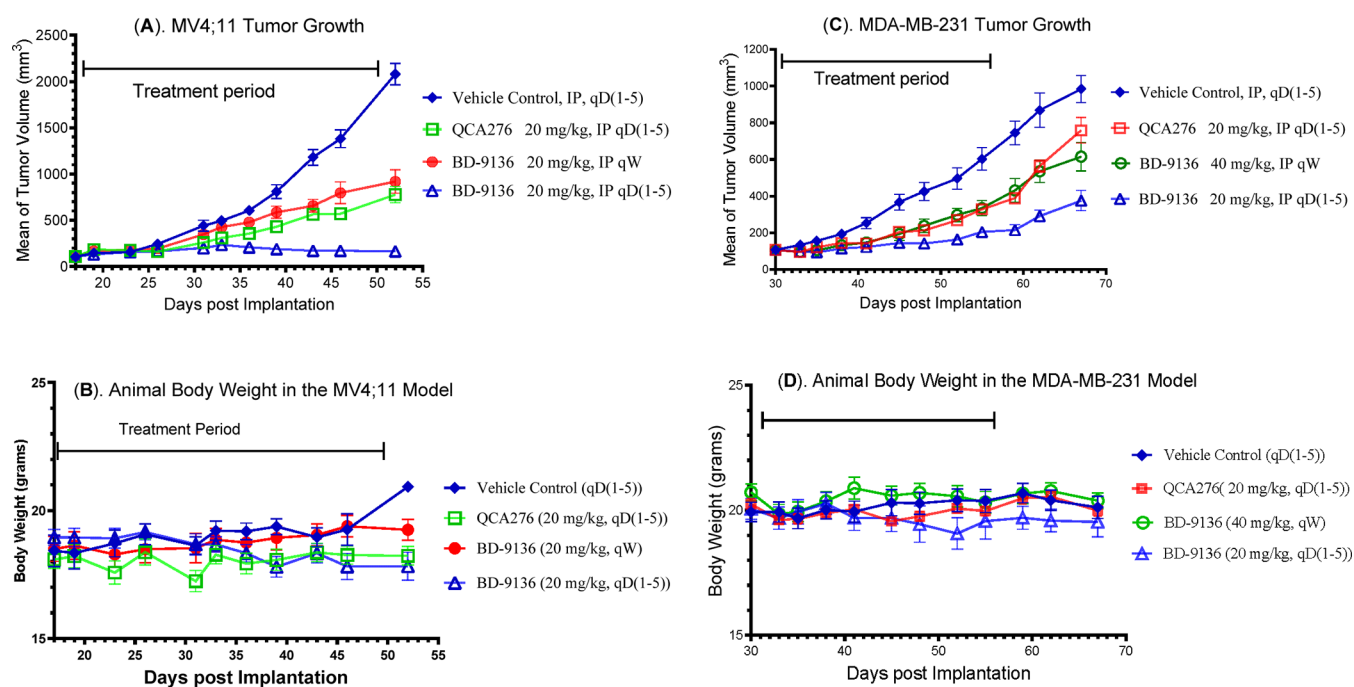 (A). MV4;11 Tumor Growth
2500
2000
1500
1000
500
0
Mean of Tumor Volume (mm³)
Treatment period
20
25
30
35
40
45
50
55
Days post Implantation
Vehicle Control, IP, qD(1-5)
QCA276 20 mg/kg, IP qD(1-5)
BD-9136 20 mg/kg, IP qW
BD-9136 20 mg/kg, IP qD(1-5)
(C). MDA-MB-231 Tumor Growth
1200
1000
800
600
400
200
0
Mean of Tumor Volume (mm³)
Treatment period
30
40
50
60
70
Days post Implantation
Vehicle Control, IP, qD(1-5)
QCA276 20 mg/kg, IP qD(1-5)
BD-9136 40 mg/kg, IP qW
BD-9136 20 mg/kg, IP qD(1-5)
(B). Animal Body Weight in the MV4;11 Model
25
20
15
Body Weight (grams)
Treatment Period
20
25
30
35
40
45
50
55
Days post Implantation
Vehicle Control (qD(1-5))
QCA276 (20 mg/kg, qD(1-5))
BD-9136 (20 mg/kg, qW)
BD-9136 (20 mg/kg, qD(1-5))
(D). Animal Body Weight in the MDA-MB-231 Model
25
20
15
Body Weight (grams)
30
40
50
60
70
Days post Implantation
Vehicle Control (qD(1-5))
QCA276( 20 mg/kg, qD(1-5))
BD-9136 (40 mg/kg, qW)
BD-9136 (20 mg/kg, qD(1-5))